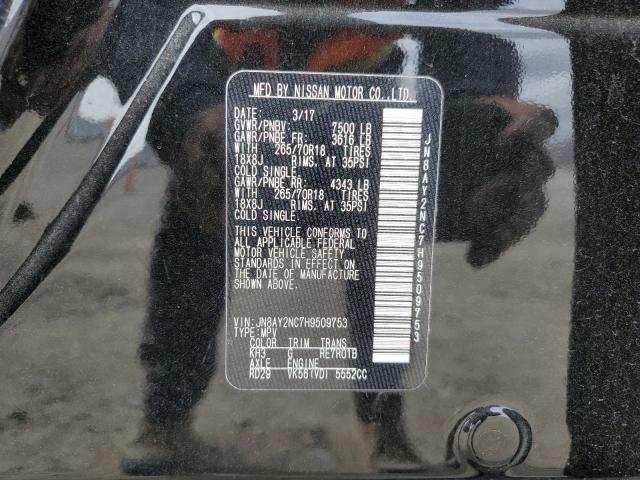 MFD BY NISSAN MOTOR CO.,LTD.
DATE: 3/17
GVWR/PNBV: 7500 LB
GAWR/PNBE FR: 3616 LB
WITH 265/70R18 TIRES
18X8J RIMS. AT 35PSI
COLD SINGLE.
GAWR/PNBE RR: 4343 LB
WITH 265/70R18 TIRES
18X8J RIMS. AT 35PSI
COLD SINGLE.
THIS VEHICLE CONFORMS TO
ALL APPLICABLE FEDERAL
MOTOR VEHICLE SAFETY
STANDARDS IN EFFECT ON
THE DATE OF MANUFACTURE
SHOWN ABOVE.
VIN:JN8AY2NC7H9509753
TYPE:MPV
COLOR TRIM TRANS
KH3 G RE7R01B
AXLE ENGINE
RD29 VK56(VD) 5552CC
JN8AY2NC7H9509753